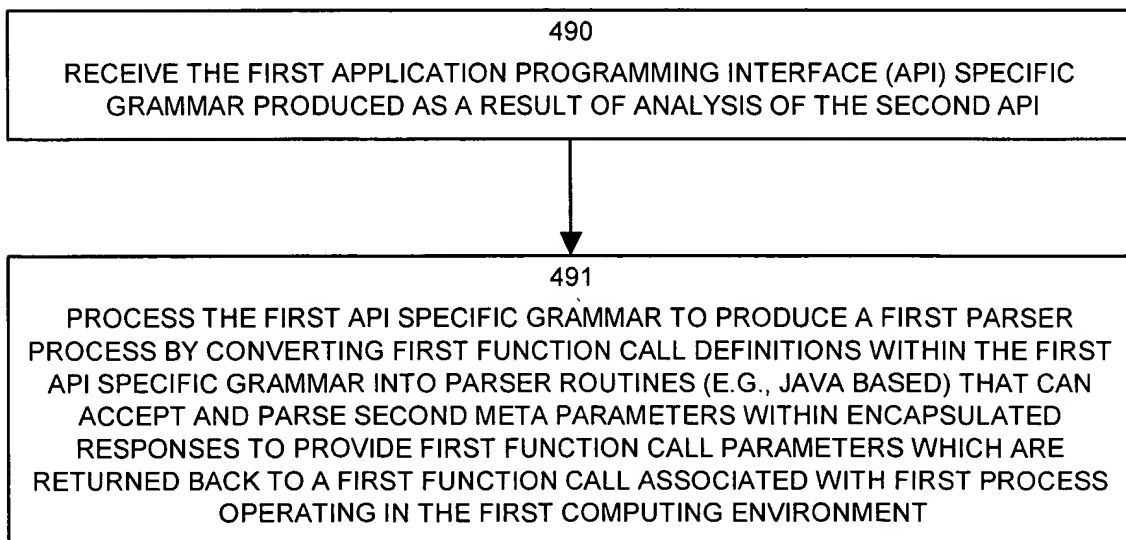 490
RECEIVE THE FIRST APPLICATION PROGRAMMING INTERFACE (API) SPECIFIC
GRAMMAR PRODUCED AS A RESULT OF ANALYSIS OF THE SECOND API
491
PROCESS THE FIRST API SPECIFIC GRAMMAR TO PRODUCE A FIRST PARSER
PROCESS BY CONVERTING FIRST FUNCTION CALL DEFINITIONS WITHIN THE FIRST
API SPECIFIC GRAMMAR INTO PARSER ROUTINES (E.G., JAVA BASED) THAT CAN
ACCEPT AND PARSE SECOND META PARAMETERS WITHIN ENCAPSULATED
RESPONSES TO PROVIDE FIRST FUNCTION CALL PARAMETERS WHICH ARE
RETURNED BACK TO A FIRST FUNCTION CALL ASSOCIATED WITH FIRST PROCESS
OPERATING IN THE FIRST COMPUTING ENVIRONMENT